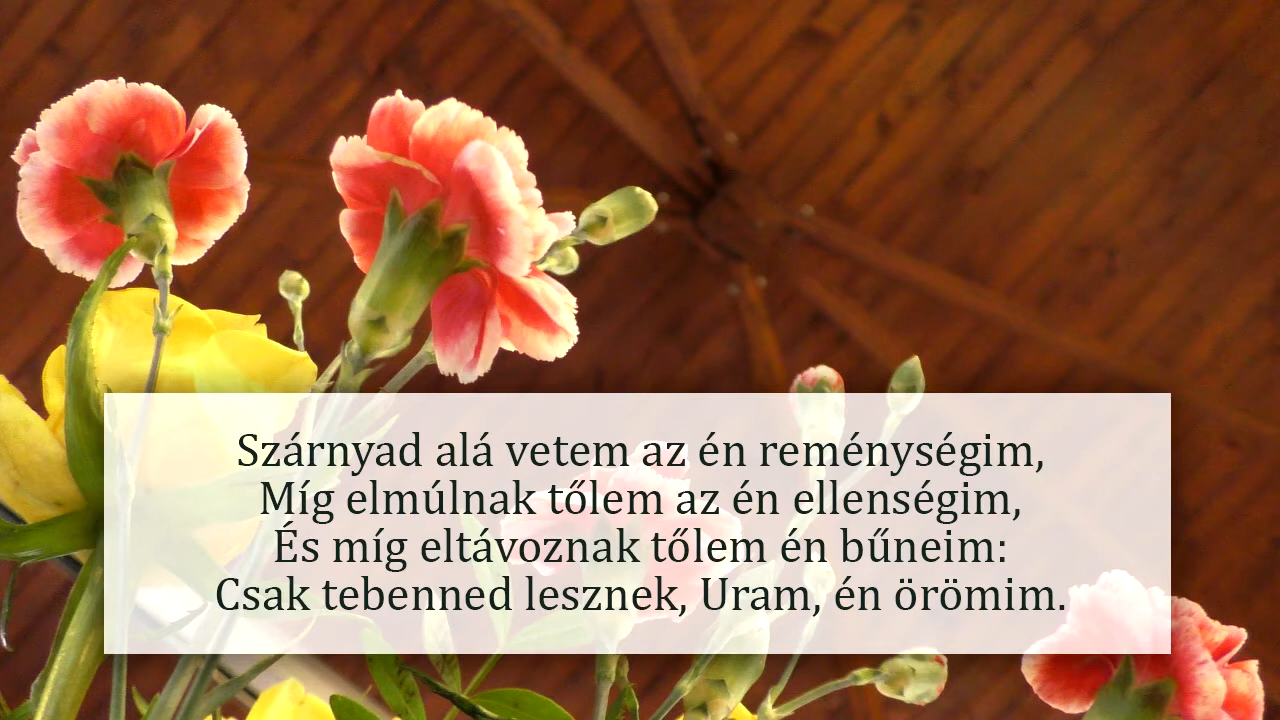 Szárnyad alá vetem az én reménységim,
Míg elmúlnak tőlem az én ellenségim,
És míg eltávoznak tőlem én bűneim:
Csak tebenned lesznek, Uram, én örömim.